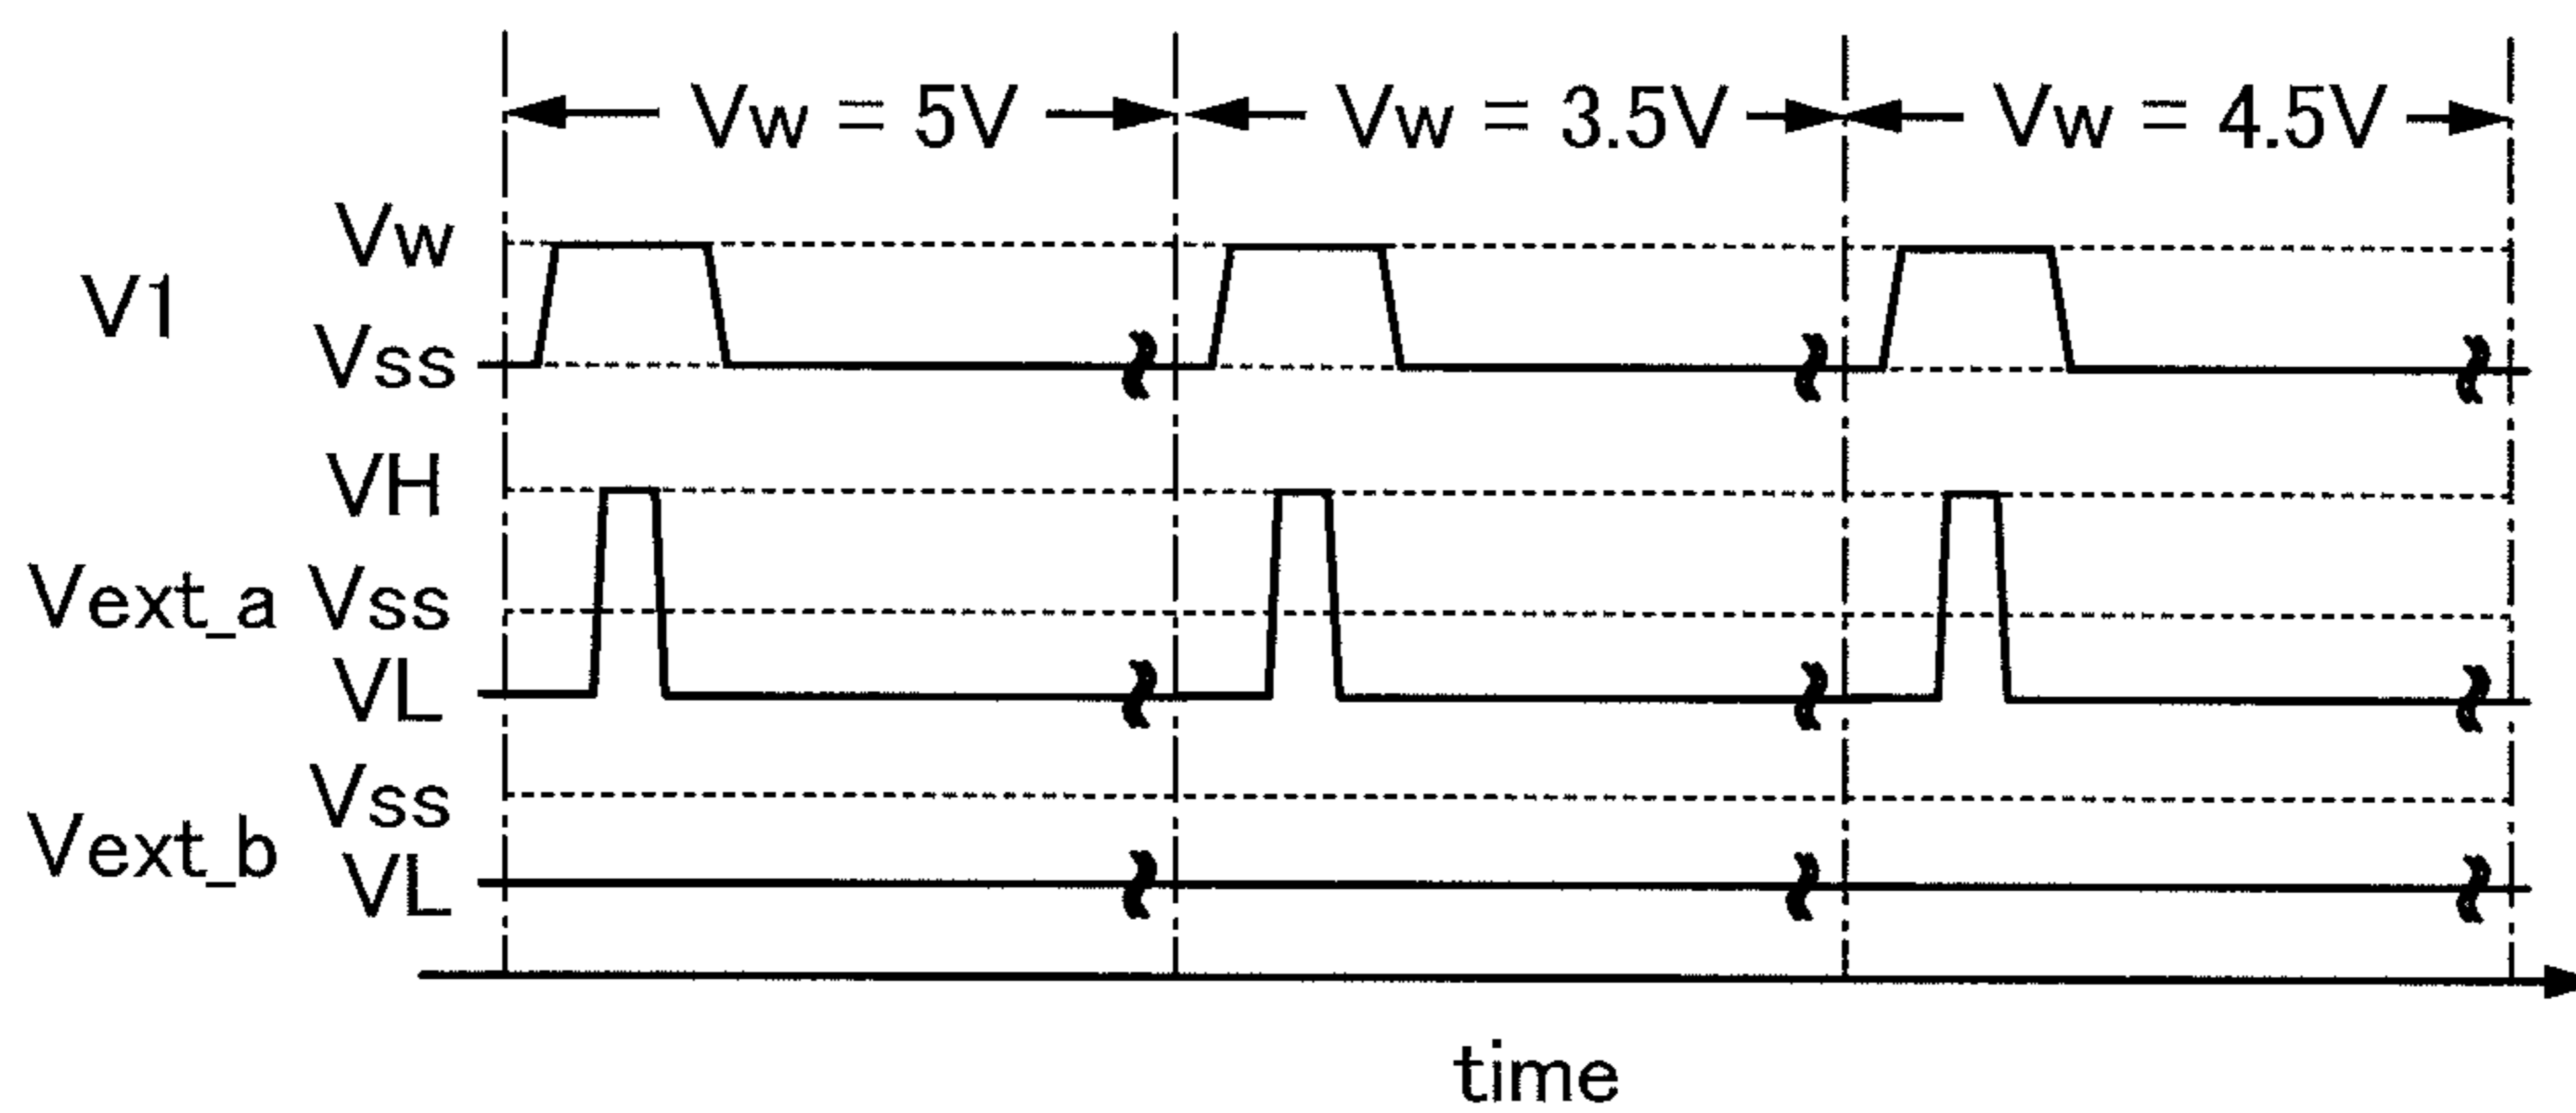 Vw = 5V Vw = 3.5V Vw = 4.5V
Vw
V1
Vss
VH
Vext_a Vss
VL
Vss
Vext_b
VL
time